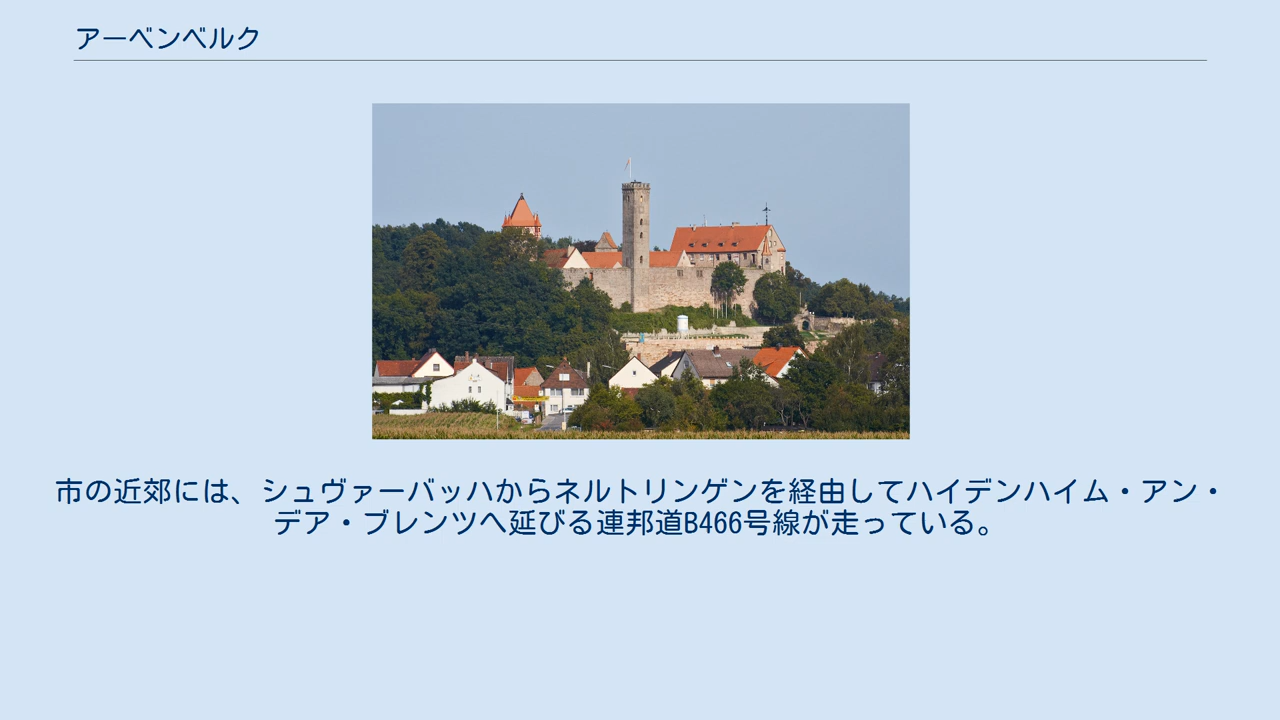 アーベンベルク
市の近郊には、シュヴァーバッハからネルトリンゲンを経由してハイデンハイム・アン・
デア・ブレンツへ延びる連邦道B466号線が走っている。